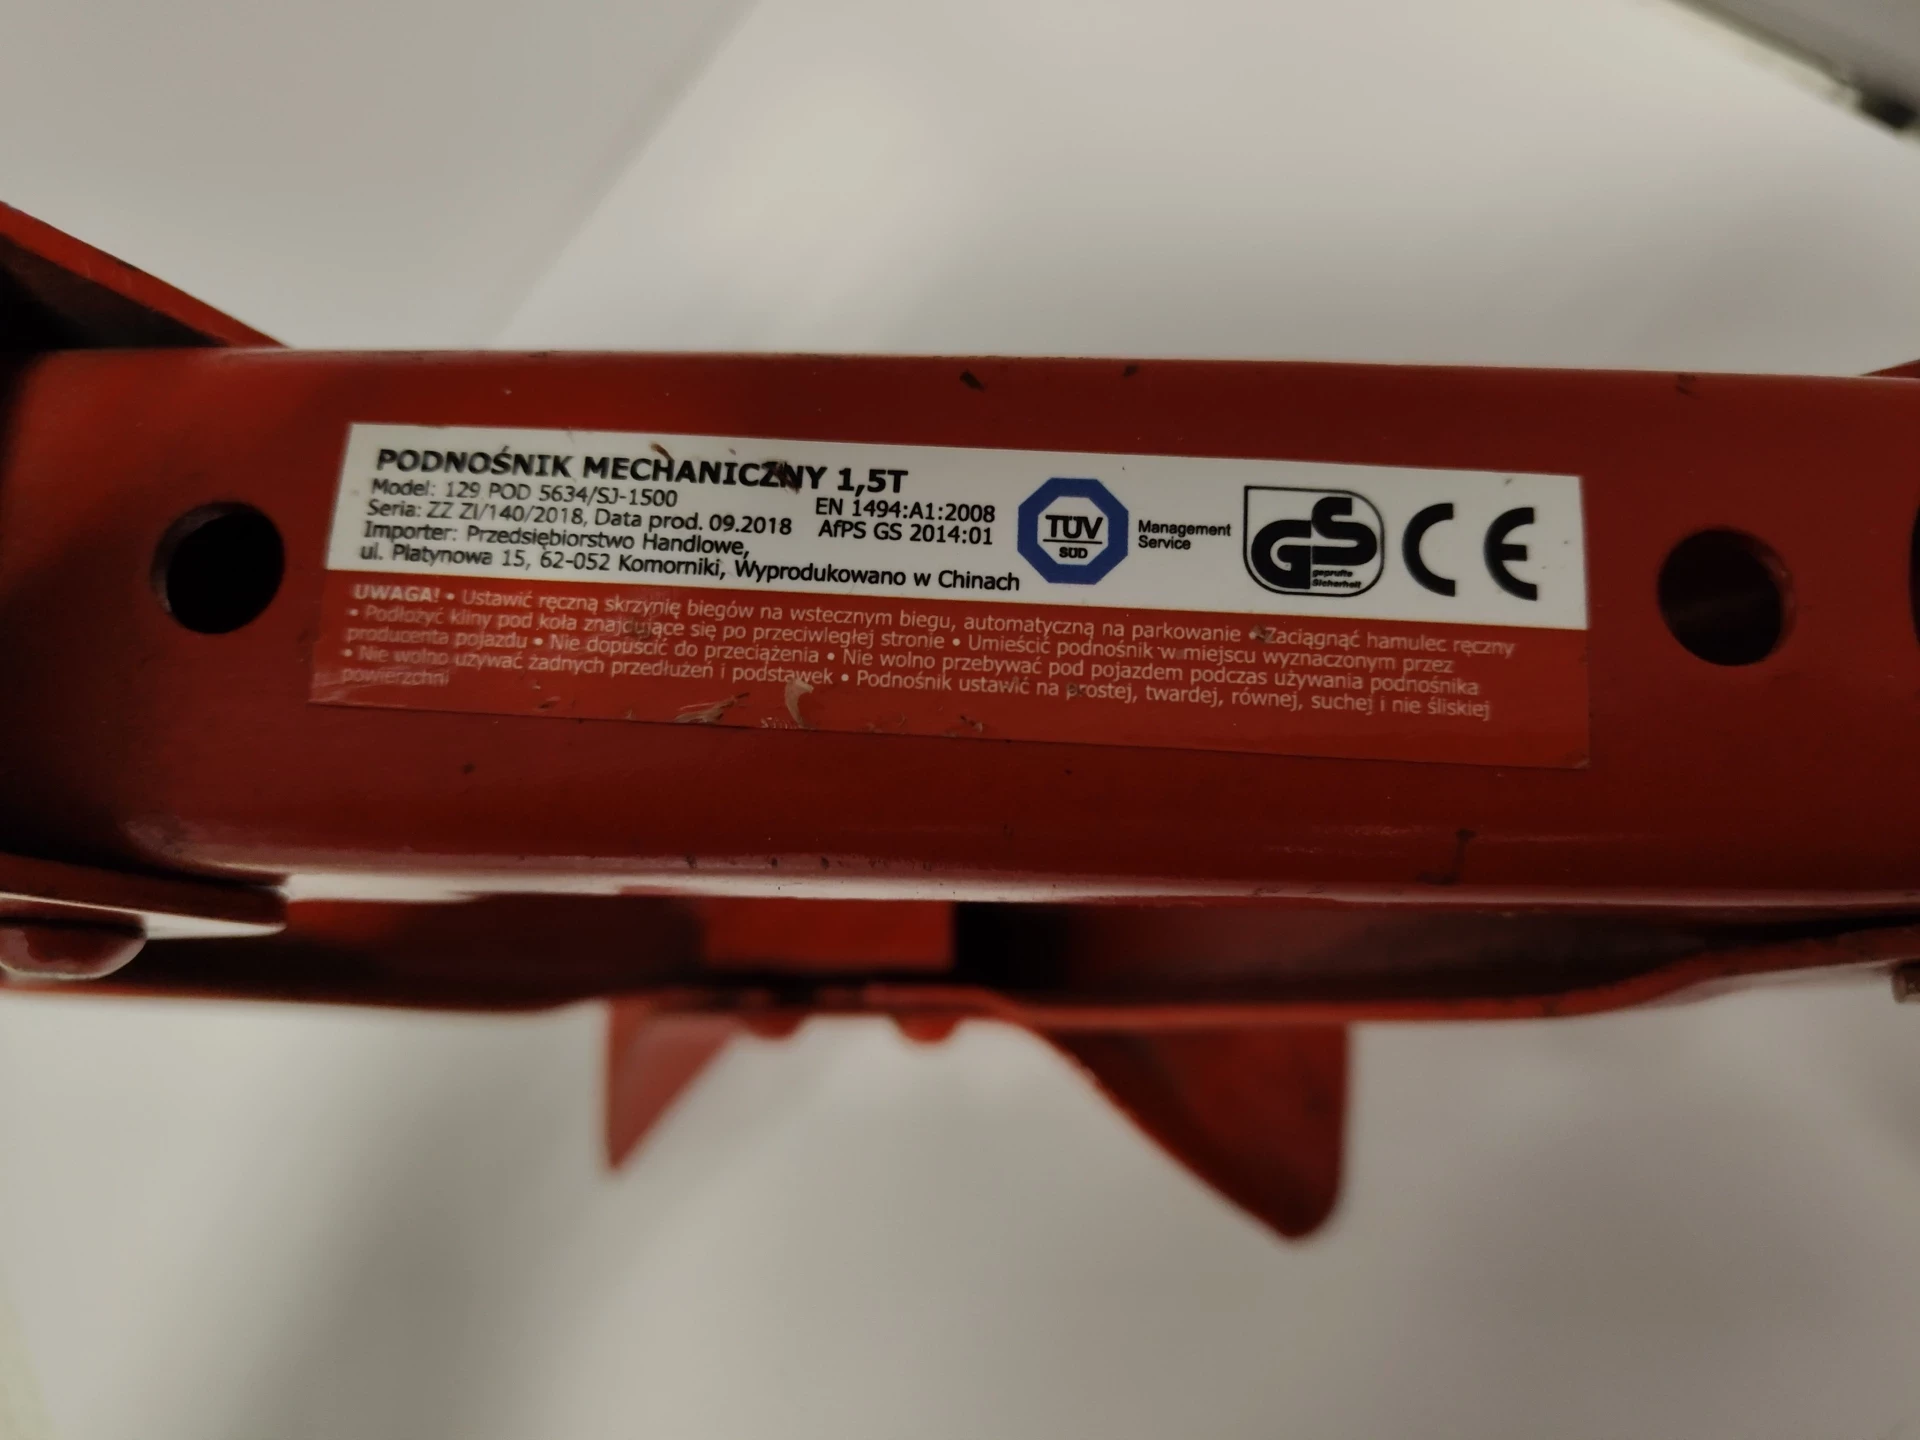 PODNOŚNIK MECHANICZNY 1,5T
Model: 129 POD 5634/SJ-1500
EN 1494:A1:2008
Seria: ZZ ZI/140/2018, Data prod. 09.2018
AfPS GS 2014:01
Importer: Przedsiębiorstwo Handlowe,
ul. Platynowa 15, 62-052 Komorniki, Wyprodukowano w Chinach
TÜV
SÜD
Management
Service
GS
geprüfte
Sicherheit
CE
UWAGA! • Ustawić ręczną skrzynię biegów na wstecznym biegu, automatyczną na parkowanie • Zaciągnąć hamulec ręczny
• Podłożyć kliny pod koła znajdujące się po przeciwległej stronie • Umieścić podnośnik w miejscu wyznaczonym przez
producenta pojazdu • Nie dopuścić do przeciążenia • Nie wolno przebywać pod pojazdem podczas używania podnośnika
• Nie wolno używać żadnych przedłużeń i podstawek • Podnośnik ustawić na prostej, twardej, równej, suchej i nie śliskiej
powierzchni